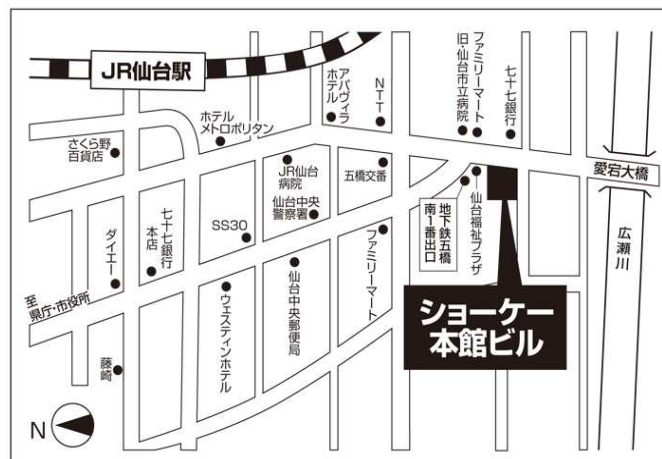 JR仙台駅
アパヴィラ
ホテル
NTT
旧・仙台市立病院
ファミリーマート
七十七銀行
ホテル
メトロポリタン
さくら野
百貨店
JR仙台
病院
五橋交番
愛宕大橋
仙台中央
警察署
地下鉄五橋
南1番出口
仙台福祉プラザ
広瀬川
ダイエー
七十七銀行
本店
SS30
ファミリーマート
至
県庁・市役所
ウェスティンホテル
仙台中央郵便局
ショーケー
本館ビル
藤崎
N